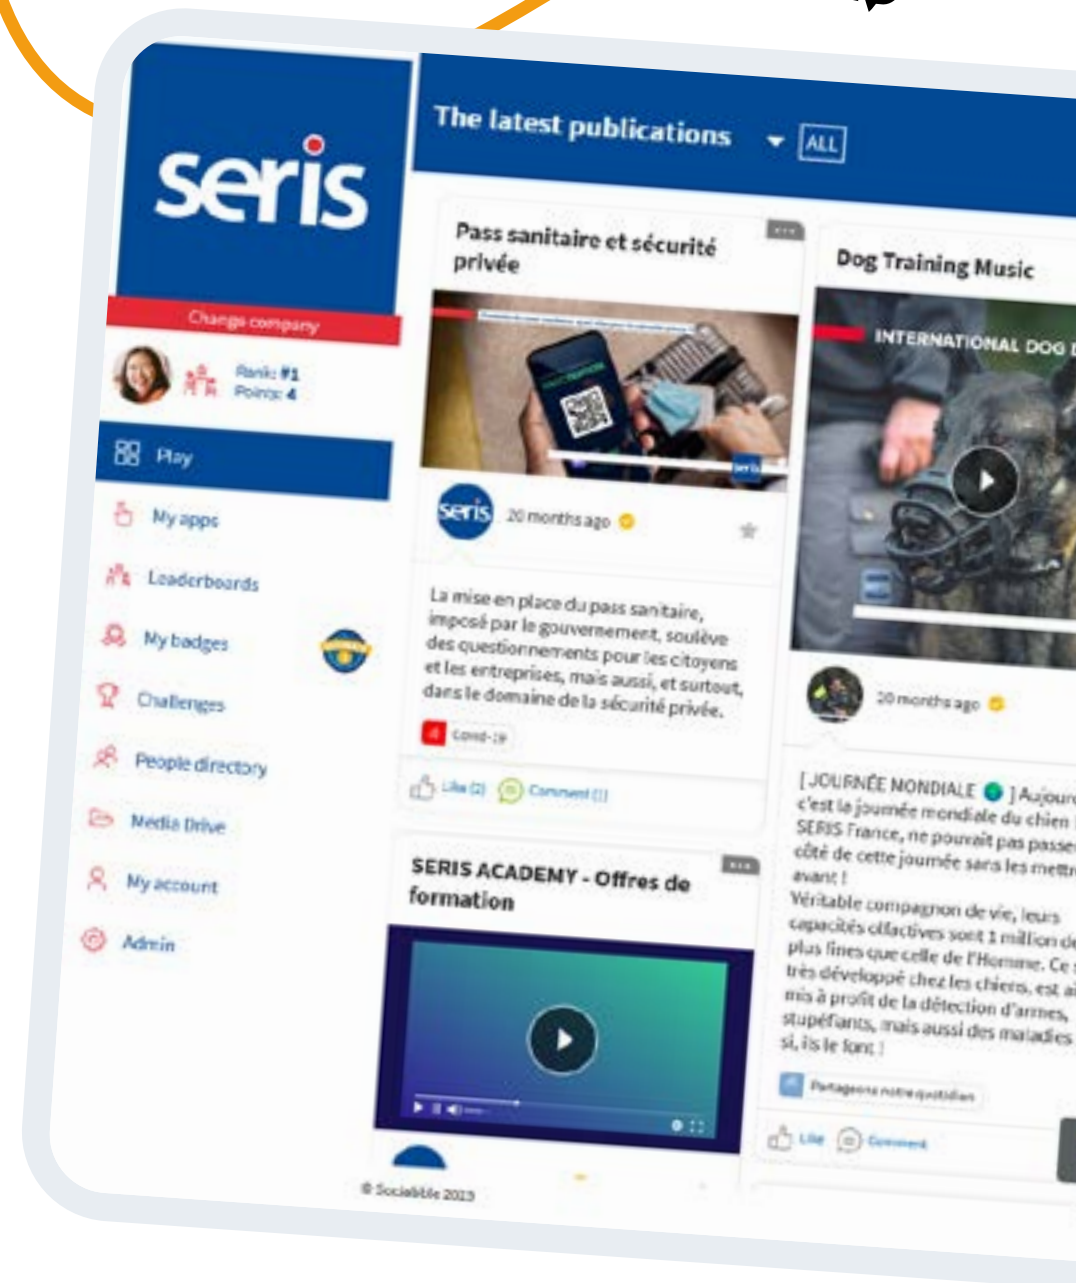 seris
Change company
Rank: #1
Points: 4
Play
My apps
Leaderboards
My badges
Challenges
People directory
Media Drive
My account
Admin
The latest publications
ALL
Pass sanitaire et sécurité
privée
seris
seris
20 months ago
La mise en place du pass sanitaire,
imposé par le gouvernement, soulève
des questionnements pour les citoyens
et les entreprises, mais aussi, et surtout,
dans le domaine de la sécurité privée.
Covid-19
Like (2)
Comment (1)
SERIS ACADEMY - Offres de
formation
Dog Training Music
INTERNATIONAL DOG
20 months ago
[ JOURNÉE MONDIALE ] Aujour
c'est la journée mondiale du chien
SERIS France, ne pouvait pas passe
côté de cette journée sans les mettr
avant !
Véritable compagnon de vie, leurs
capacités olfactives sont 1 million de
plus fines que celle de l'Homme. Ce s
très développé chez les chiens, est ai
mis à profit de la détection d'armes,
stupéfiants, mais aussi des maladies
si, ils le font !
Partageons notre quotidien
Like
Comment
© Sociabble 2023